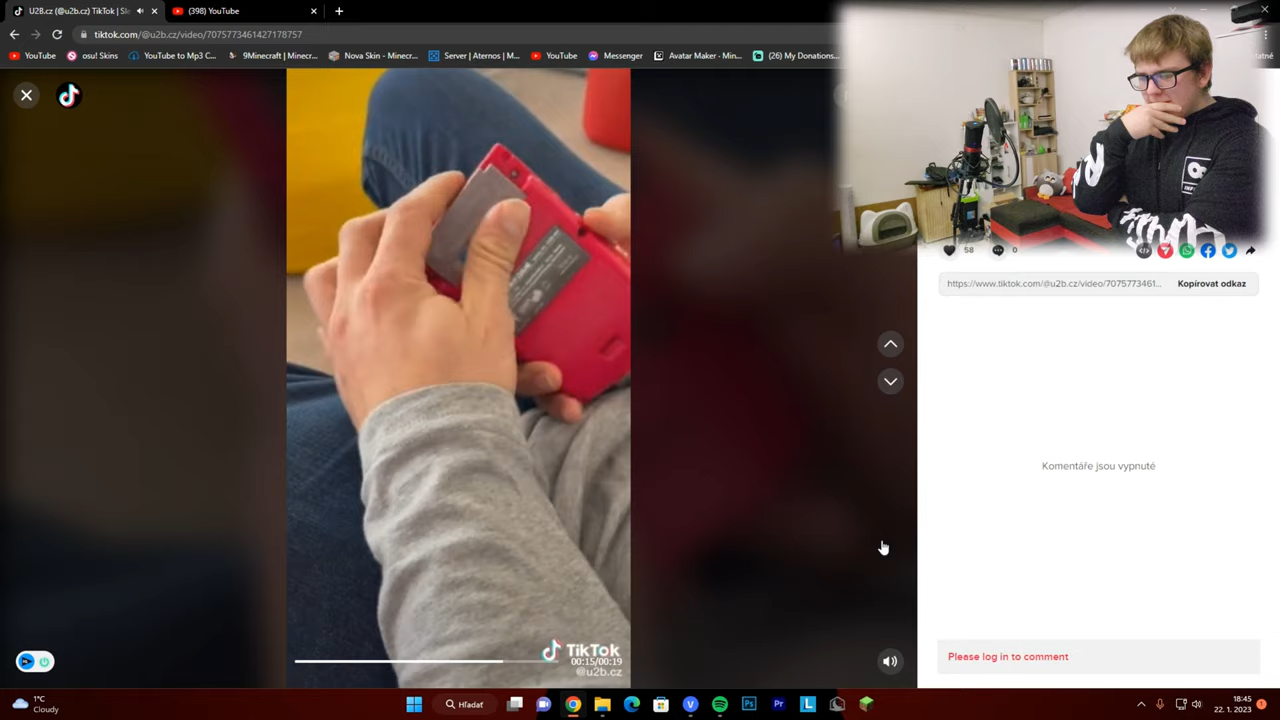 U2B.cz (@u2b.cz) TikTok | Sle
(398) YouTube
tiktok.com/@u2b.cz/video/7075773461427178757
YouTube
osu! Skins
YouTube to Mp3 C...
9Minecraft | Minecr...
Nova Skin - Minecr...
Server | Aternos | M...
YouTube
Messenger
Avatar Maker - Min...
(26) My Donations...
58
0
https://www.tiktok.com/@u2b.cz/video/7075773461...
Kopírovat odkaz
Komentáře jsou vypnuté
TikTok
00:15/00:19
@u2b.cz
Please log in to comment
1°C
Cloudy
Hľadať
18:45
22. 1. 2023